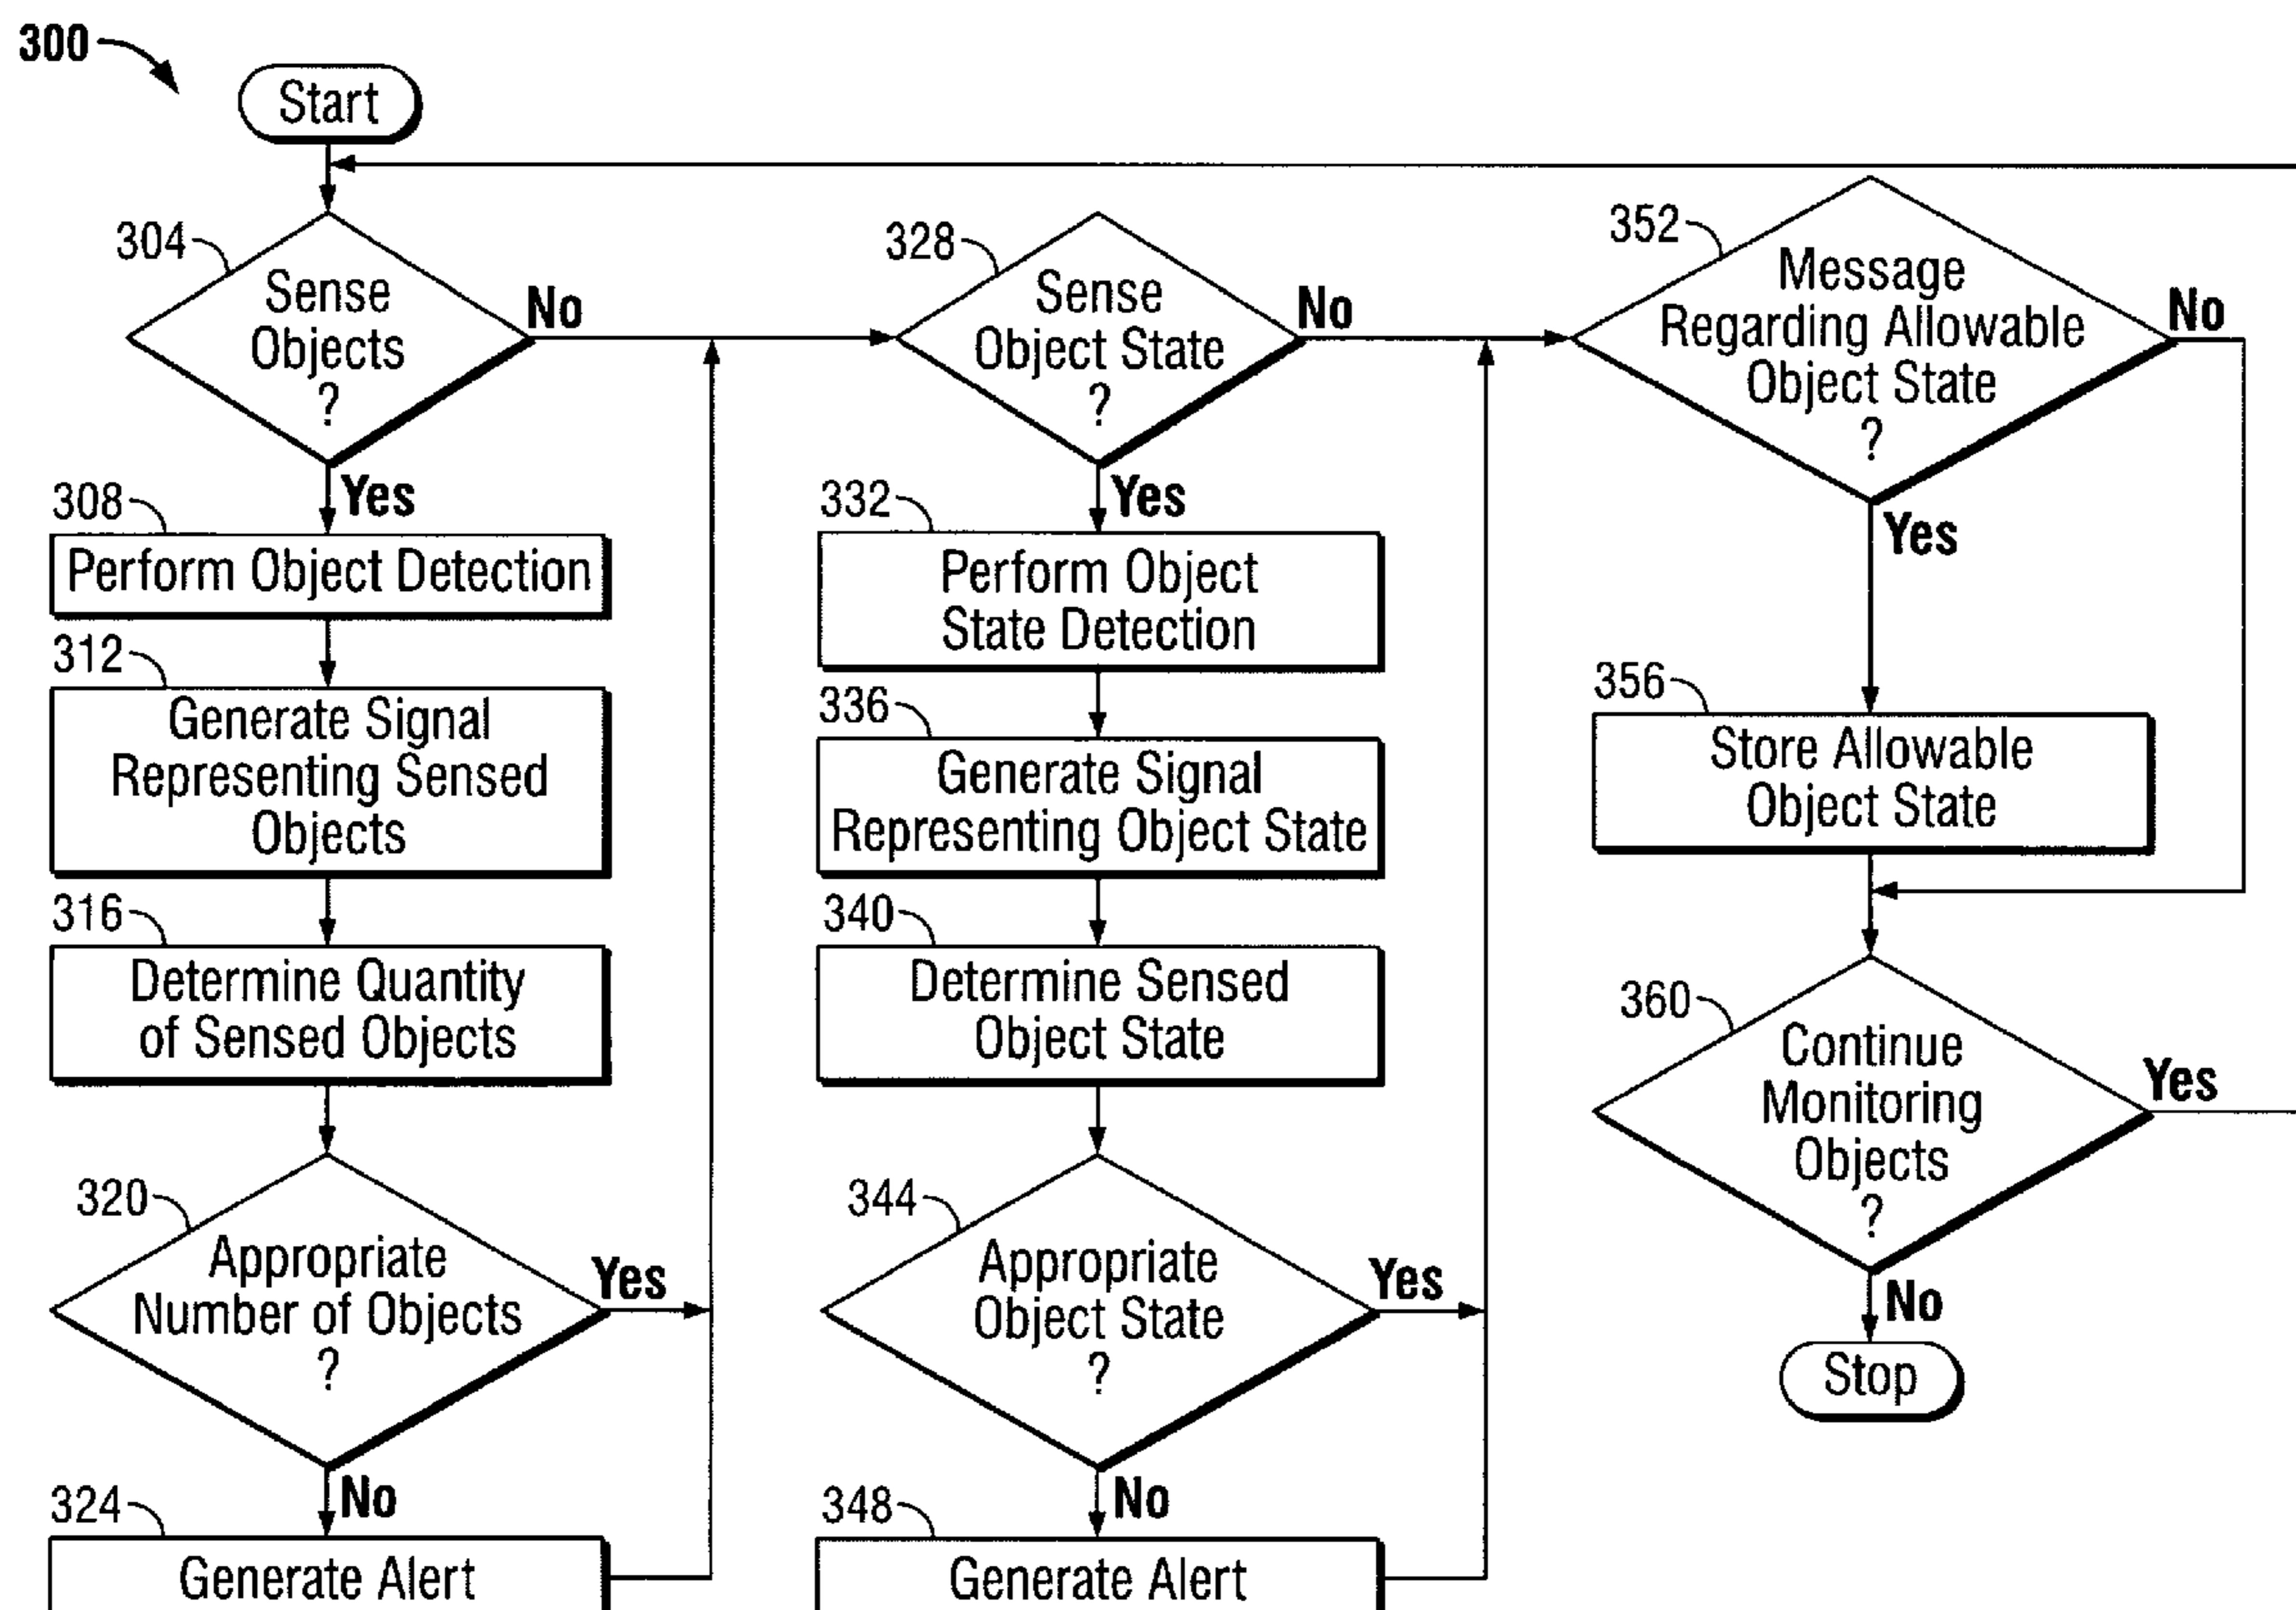 300
Start
304
Sense
Objects
?
No
Yes
308
Perform Object Detection
312
Generate Signal
Representing Sensed
Objects
316
Determine Quantity
of Sensed Objects
320
Appropriate
Number of Objects
?
Yes
No
324
Generate Alert
328
Sense
Object State
?
No
Yes
332
Perform Object
State Detection
336
Generate Signal
Representing Object State
340
Determine Sensed
Object State
344
Appropriate
Object State
?
Yes
No
348
Generate Alert
352
Message
Regarding Allowable
Object State
?
No
Yes
356
Store Allowable
Object State
360
Continue
Monitoring
Objects
?
Yes
No
Stop